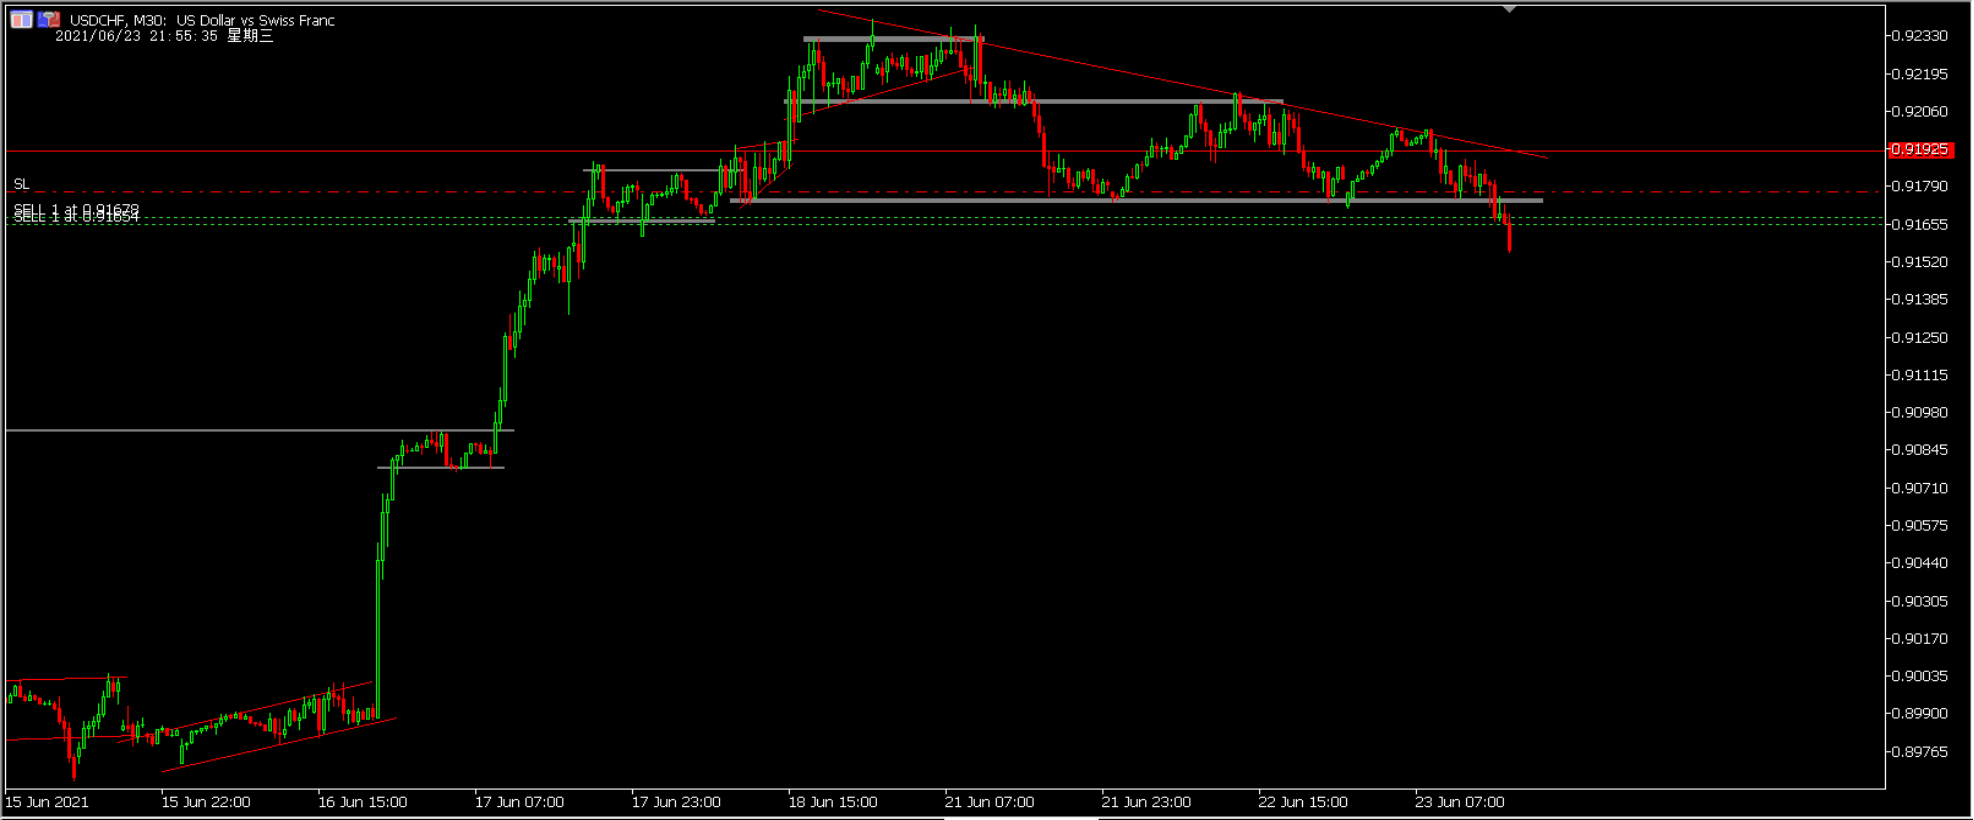 USDCHF, M30: US Dollar vs Swiss Franc
2021/06/23 21:55:35 星期三
0.92330
0.92195
0.92060
0.91925
SL
0.91790
SELL 1 at 0.91678
SELL 1 at 0.91654
0.91655
0.91520
0.91385
0.91250
0.91115
0.90980
0.90845
0.90710
0.90575
0.90440
0.90305
0.90170
0.90035
0.89900
0.89765
15 Jun 2021
15 Jun 22:00
16 Jun 15:00
17 Jun 07:00
17 Jun 23:00
18 Jun 15:00
21 Jun 07:00
21 Jun 23:00
22 Jun 15:00
23 Jun 07:00